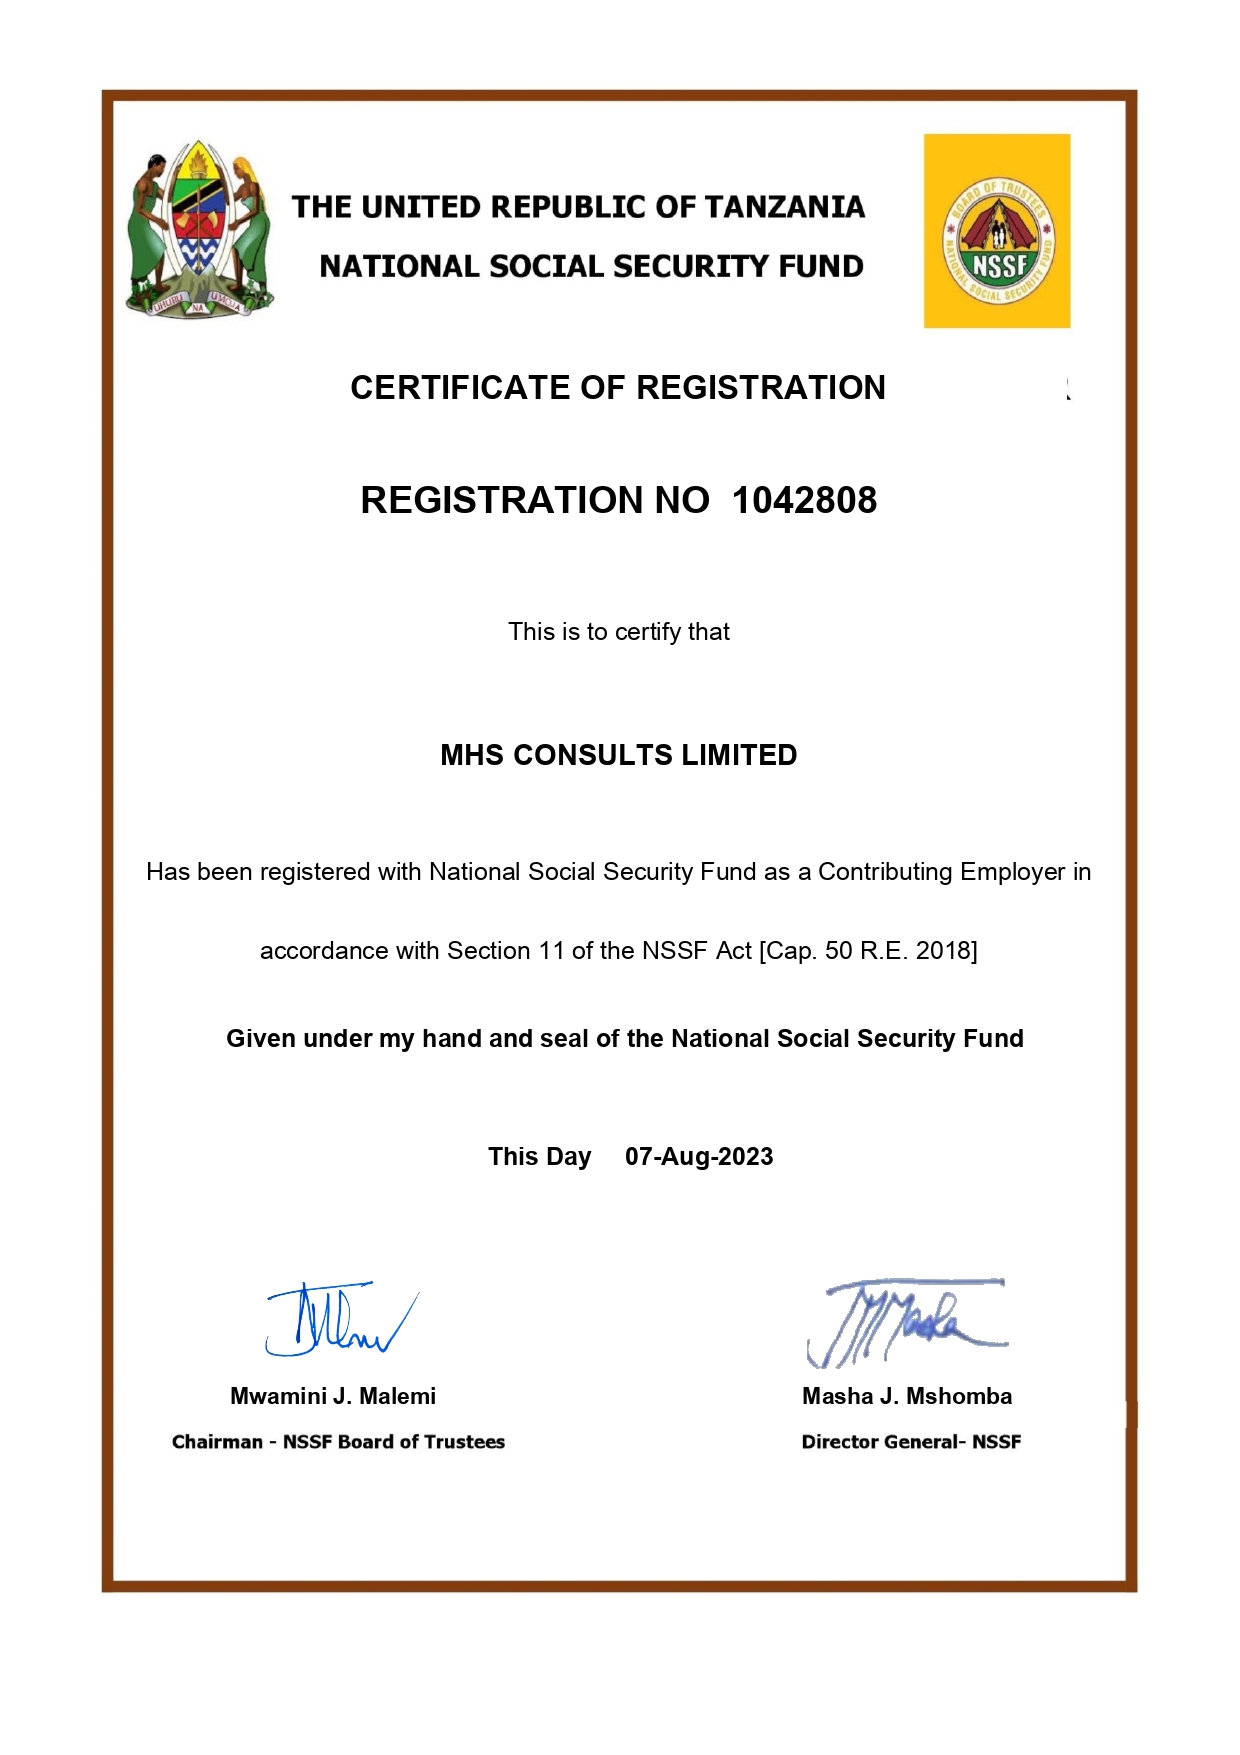 THE UNITED REPUBLIC OF TANZANIA
NATIONAL SOCIAL SECURITY FUND
UHURU NA UMOJA
BOARD OF TRUSTEES
NSSF
NATIONAL SOCIAL SECURITY FUND
CERTIFICATE OF REGISTRATION
REGISTRATION NO 1042808
This is to certify that
MHS CONSULTS LIMITED
Has been registered with National Social Security Fund as a Contributing Employer in
accordance with Section 11 of the NSSF Act [Cap. 50 R.E. 2018]
Given under my hand and seal of the National Social Security Fund
This Day 07-Aug-2023
Mwamini J. Malemi
Masha J. Mshomba
Chairman - NSSF Board of Trustees
Director General- NSSF